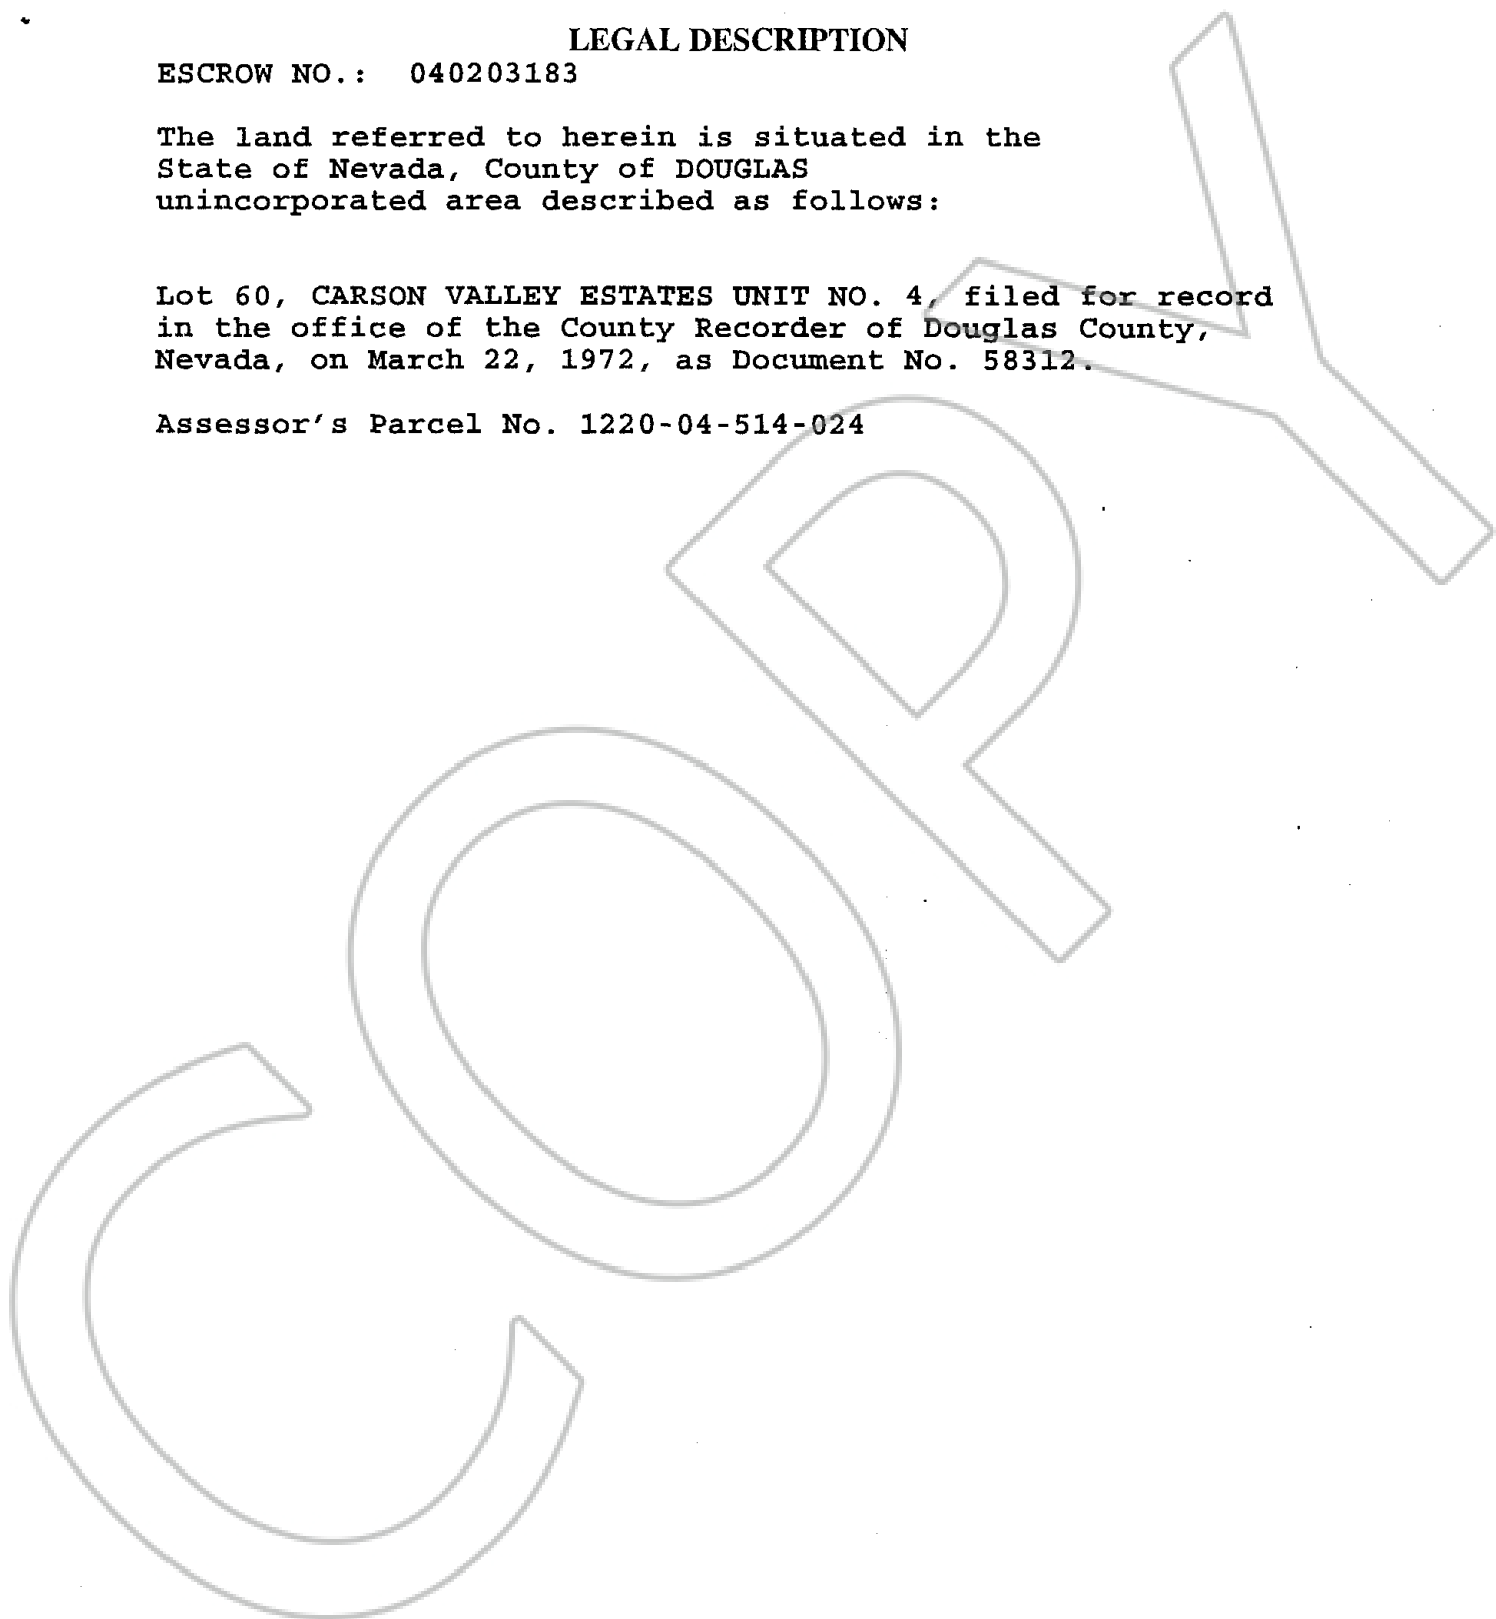 LEGAL DESCRIPTION
ESCROW NO.: 040203183
The land referred to herein is situated in the
State of Nevada, County of DOUGLAS
unincorporated area described as follows:
Lot 60, CARSON VALLEY ESTATES UNIT NO. 4, filed for record
in the office of the County Recorder of Douglas County,
Nevada, on March 22, 1972, as Document No. 58312.
Assessor's Parcel No. 1220-04-514-024
COPY